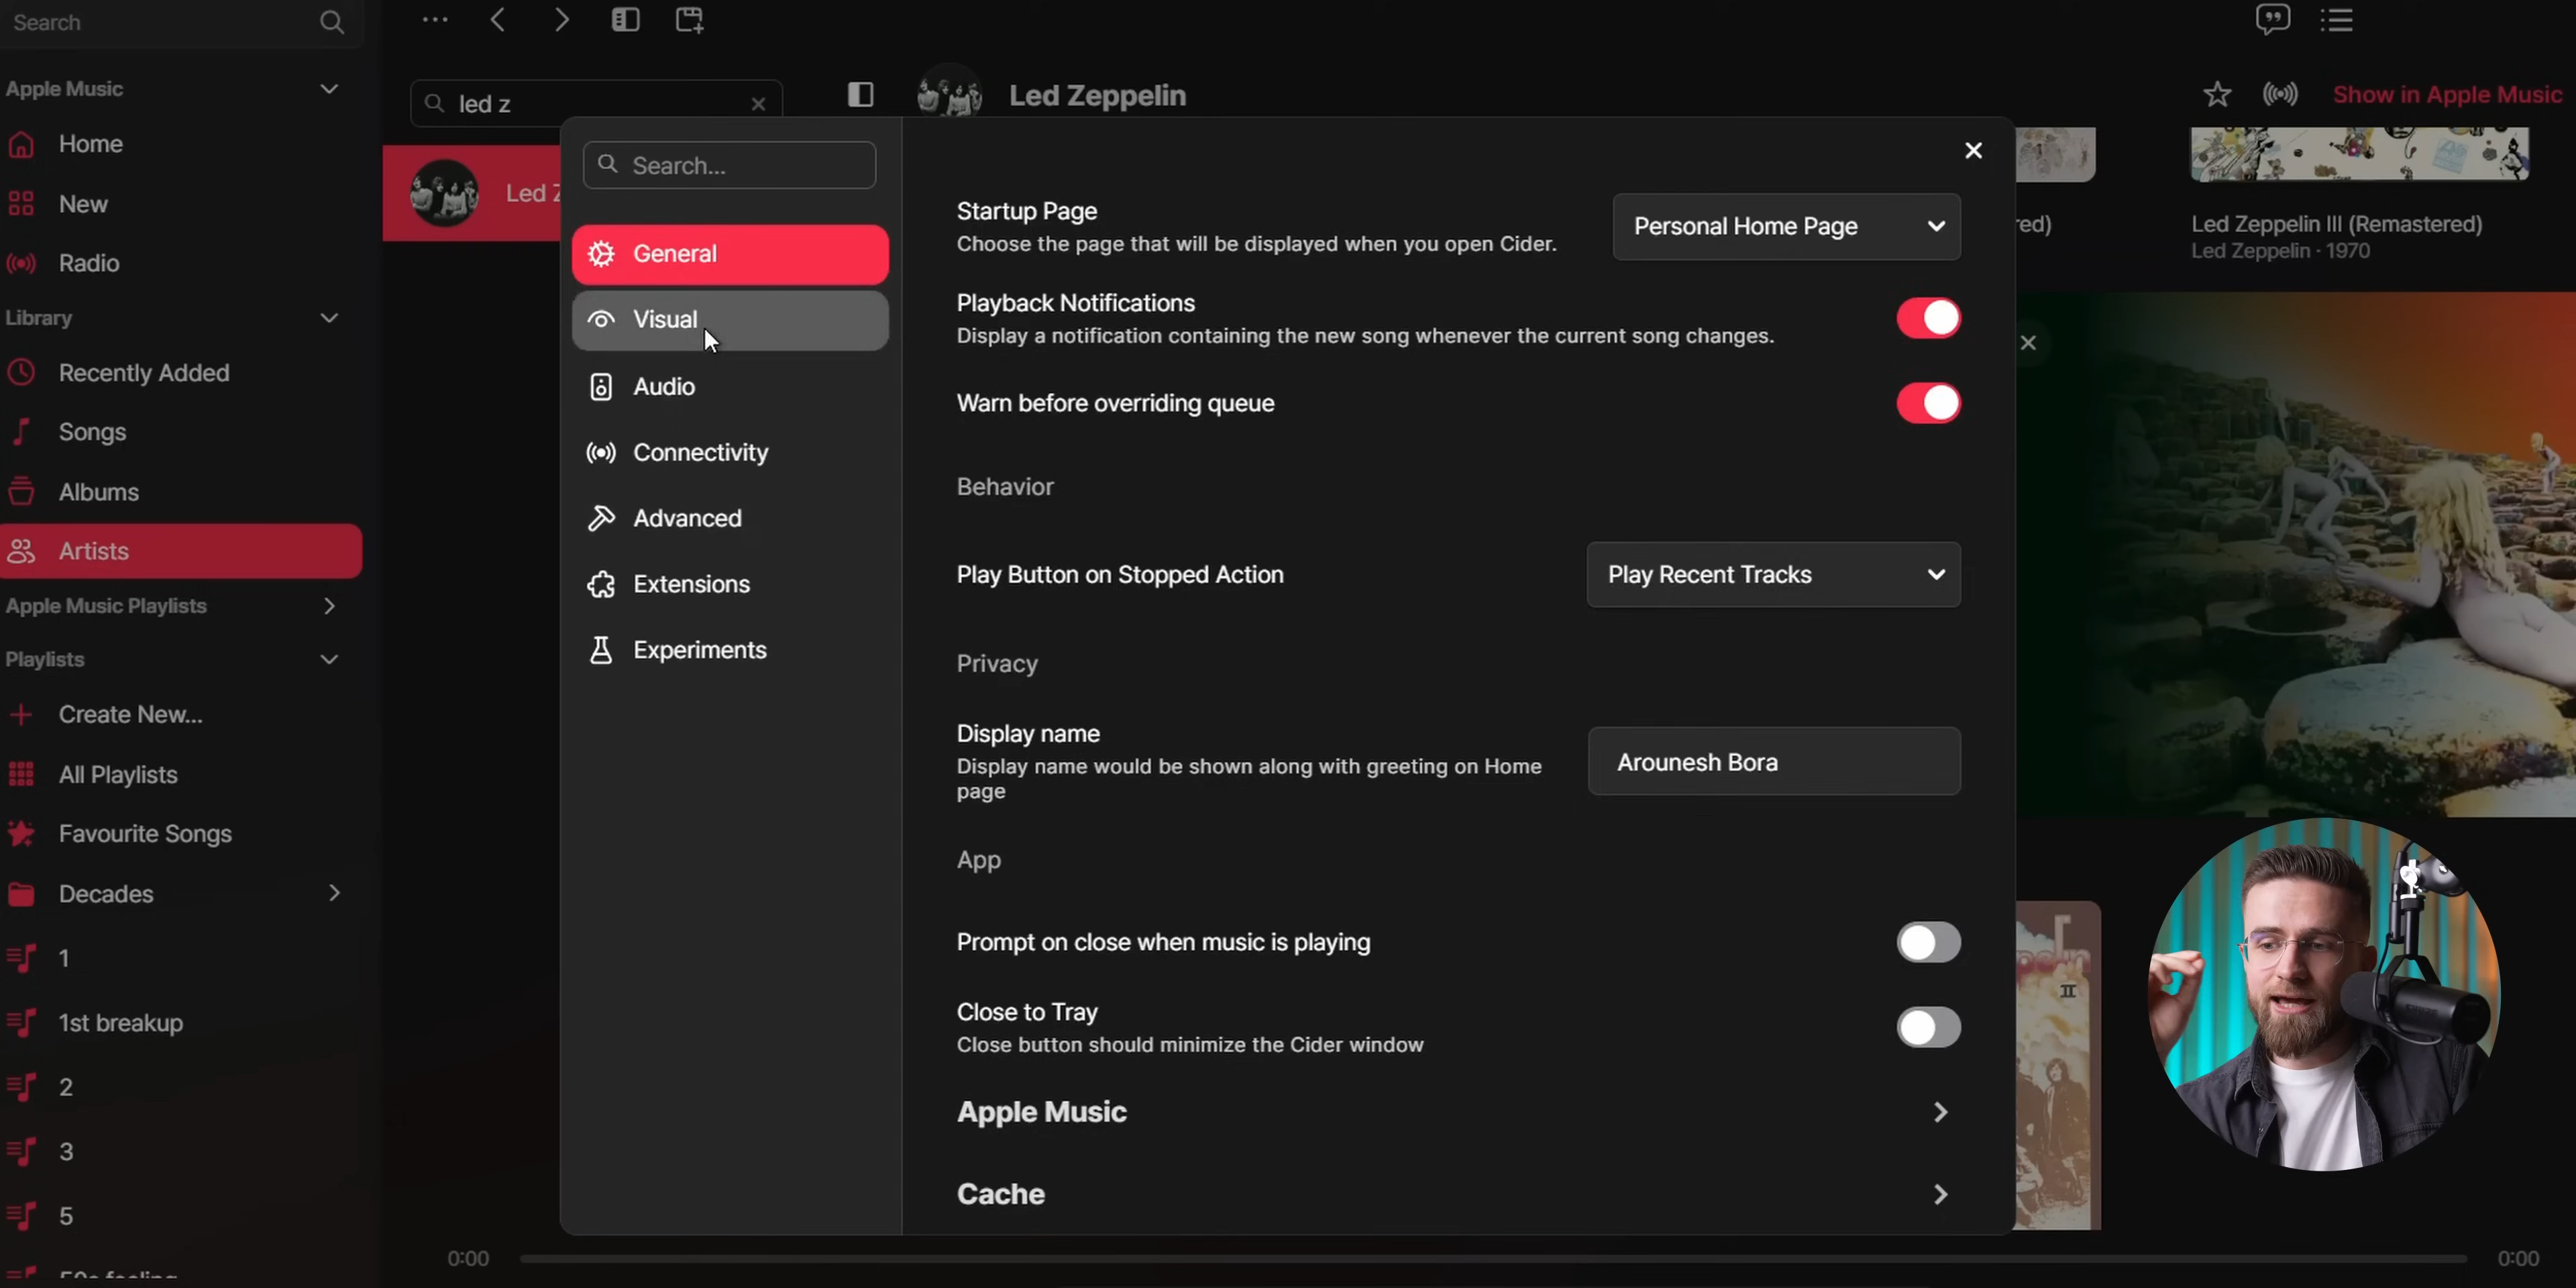 Search
Apple Music
Home
New
Radio
Library
Recently Added
Songs
Albums
Artists
Apple Music Playlists
Playlists
Create New...
All Playlists
Favourite Songs
Decades
1
1st breakup
2
3
5
led z
Led Z
Led Zeppelin
Show in Apple Music
Search...
General
Visual
Audio
Connectivity
Advanced
Extensions
Experiments
Startup Page
Choose the page that will be displayed when you open Cider.
Personal Home Page
Playback Notifications
Display a notification containing the new song whenever the current song changes.
Warn before overriding queue
Behavior
Play Button on Stopped Action
Play Recent Tracks
Privacy
Display name
Display name would be shown along with greeting on Home
page
Arounesh Bora
App
Prompt on close when music is playing
Close to Tray
Close button should minimize the Cider window
Apple Music
Cache
red)
Led Zeppelin III (Remastered)
Led Zeppelin · 1970
II
0:00
0:00